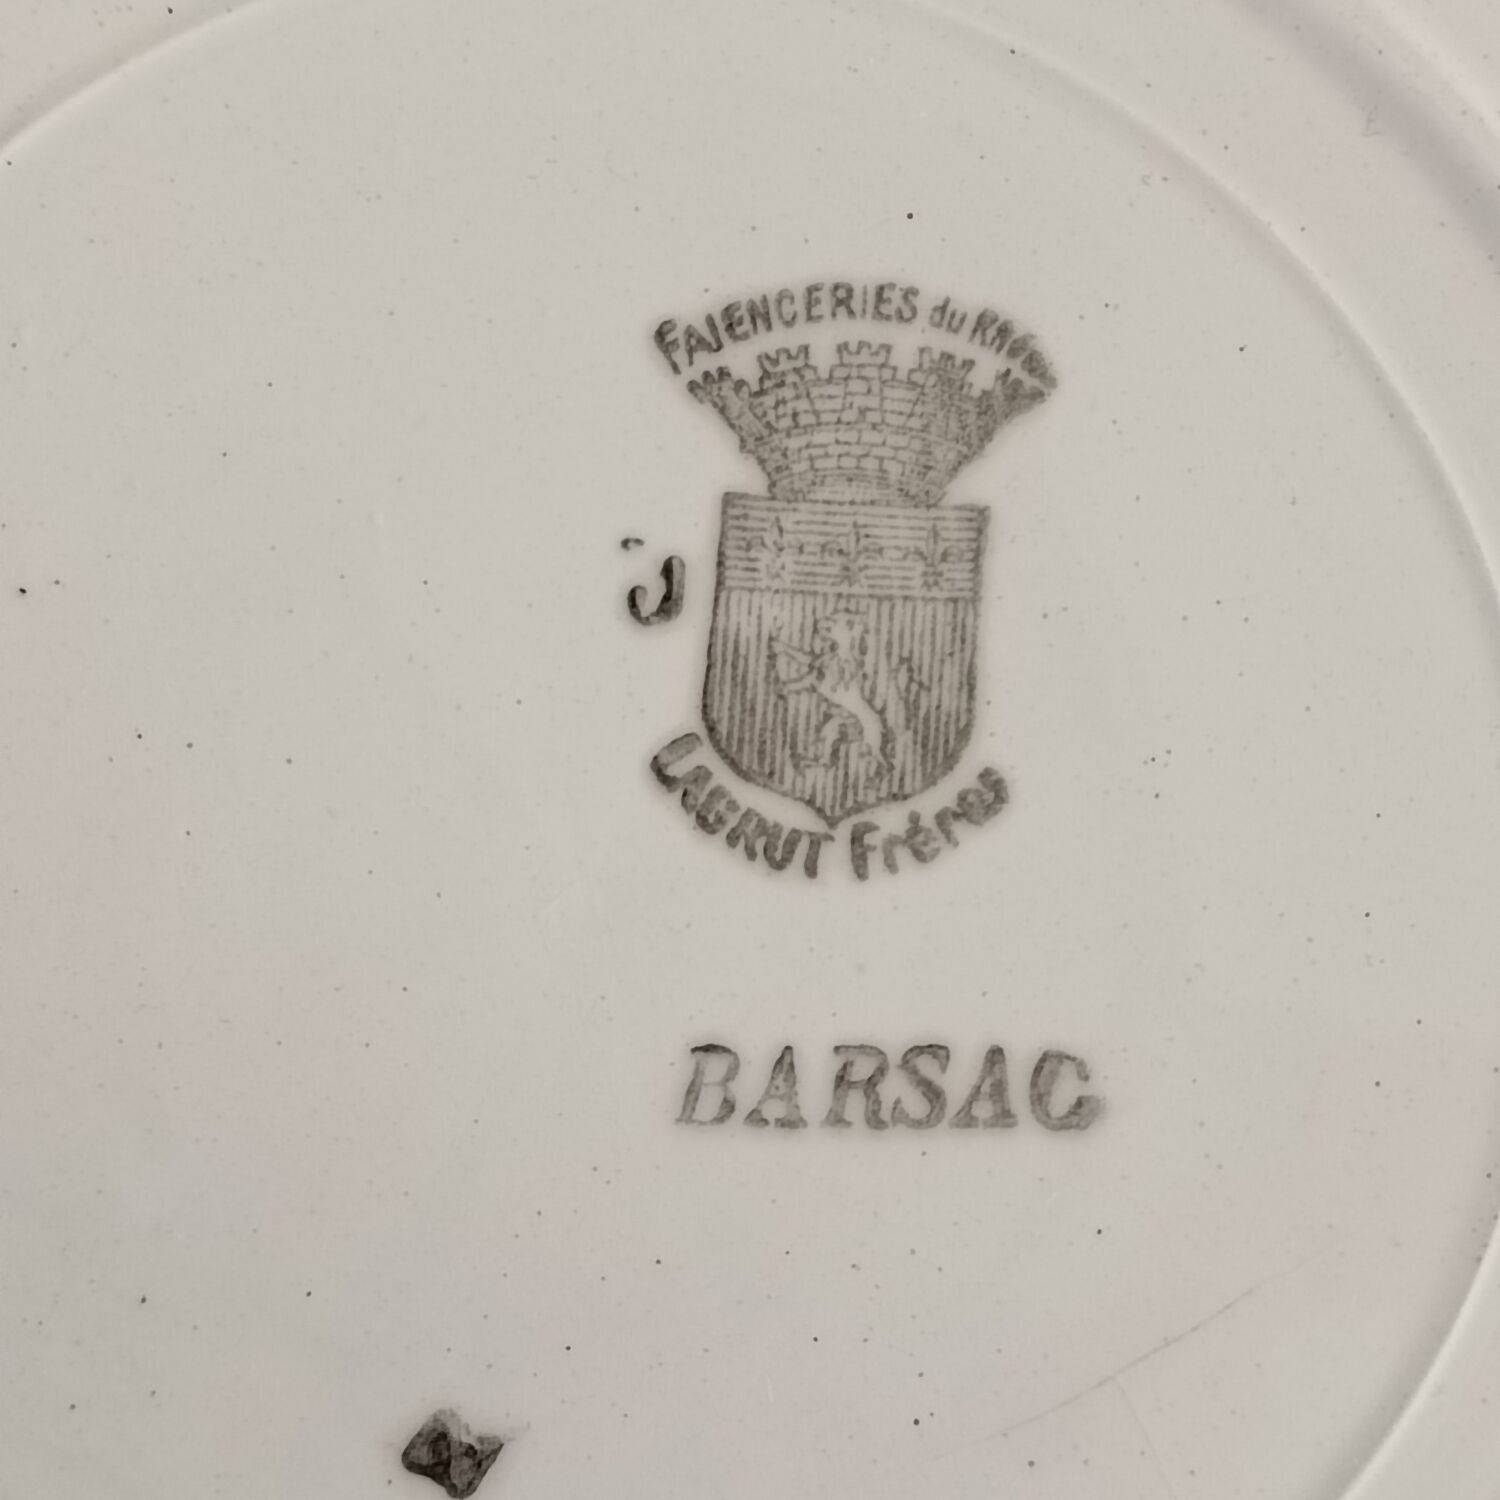 FAIENCERIES du RHÔNE
LAGRUT Frères
BARSAC